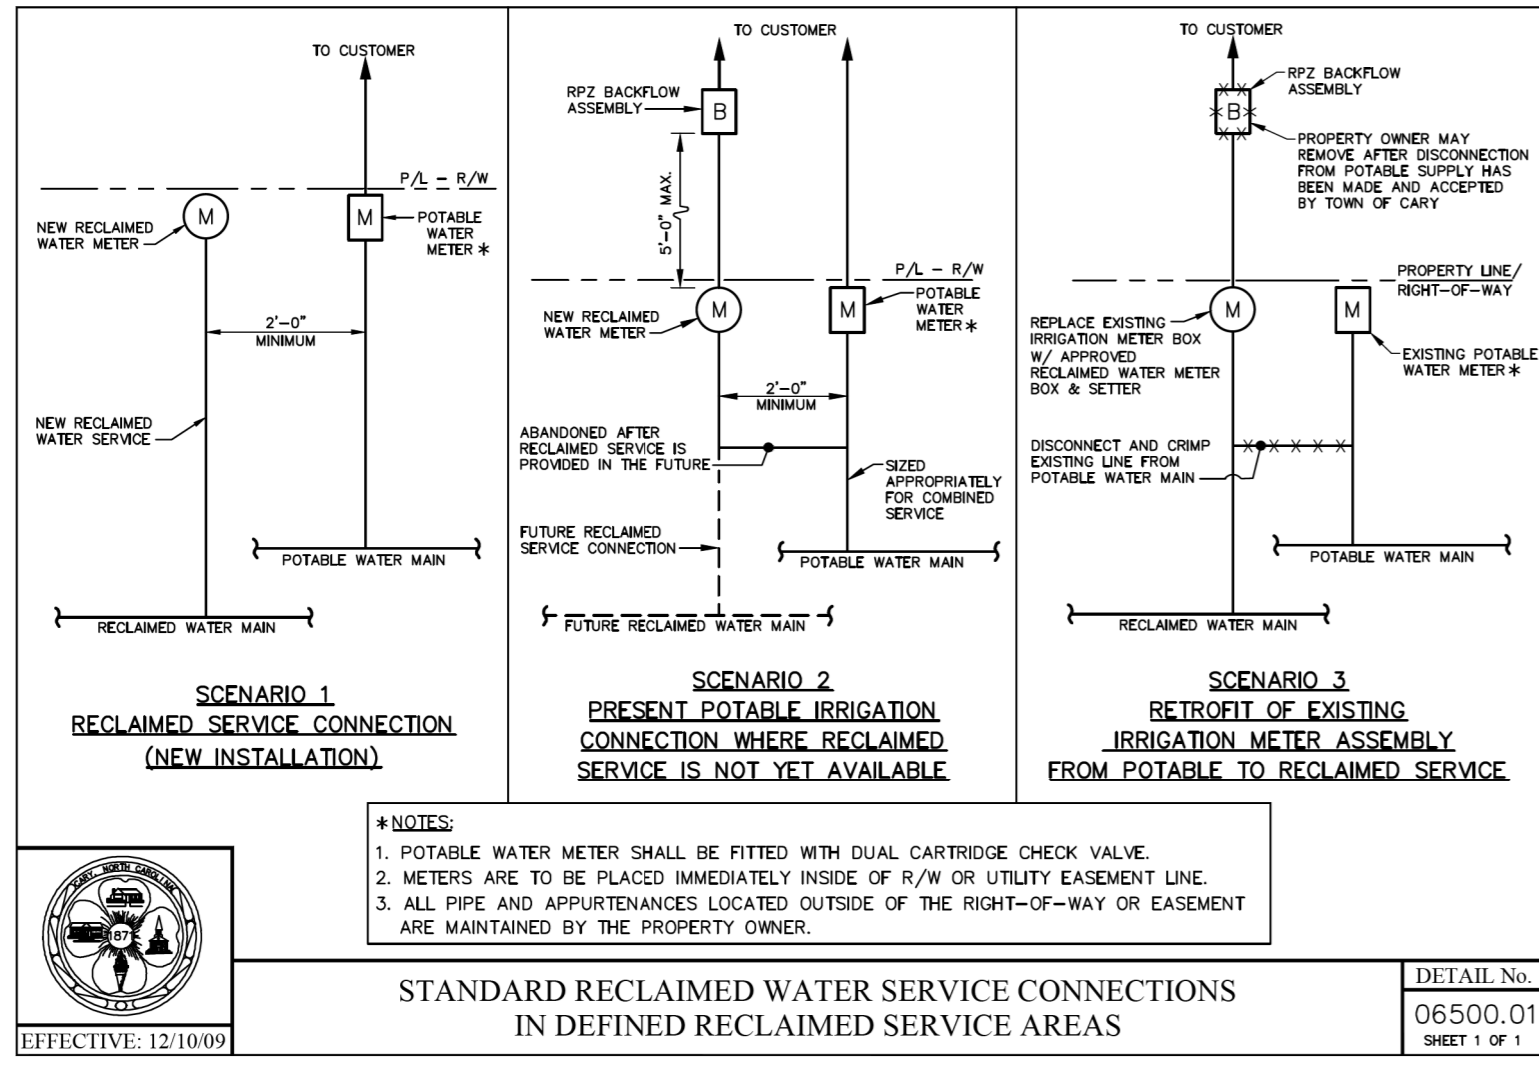 TO CUSTOMER
P/L – R/W
M
M
NEW RECLAIMED
WATER METER
POTABLE
WATER
METER *
2'–0"
MINIMUM
NEW RECLAIMED
WATER SERVICE
POTABLE WATER MAIN
RECLAIMED WATER MAIN
SCENARIO 1
RECLAIMED SERVICE CONNECTION
(NEW INSTALLATION)
TO CUSTOMER
RPZ BACKFLOW
ASSEMBLY
B
5'–0" MAX.
P/L – R/W
M
M
NEW RECLAIMED
WATER METER
POTABLE
WATER
METER *
2'–0"
MINIMUM
ABANDONED AFTER
RECLAIMED SERVICE IS
PROVIDED IN THE FUTURE
SIZED
APPROPRIATELY
FOR COMBINED
SERVICE
FUTURE RECLAIMED
SERVICE CONNECTION
POTABLE WATER MAIN
FUTURE RECLAIMED WATER MAIN
SCENARIO 2
PRESENT POTABLE IRRIGATION
CONNECTION WHERE RECLAIMED
SERVICE IS NOT YET AVAILABLE
TO CUSTOMER
RPZ BACKFLOW
ASSEMBLY
B
PROPERTY OWNER MAY
REMOVE AFTER DISCONNECTION
FROM POTABLE SUPPLY HAS
BEEN MADE AND ACCEPTED
BY TOWN OF CARY
PROPERTY LINE/
RIGHT–OF–WAY
M
M
REPLACE EXISTING
IRRIGATION METER BOX
W/ APPROVED
RECLAIMED WATER METER
BOX & SETTER
EXISTING POTABLE
WATER METER *
DISCONNECT AND CRIMP
EXISTING LINE FROM
POTABLE WATER MAIN
POTABLE WATER MAIN
RECLAIMED WATER MAIN
SCENARIO 3
RETROFIT OF EXISTING
IRRIGATION METER ASSEMBLY
FROM POTABLE TO RECLAIMED SERVICE
* NOTES:
1. POTABLE WATER METER SHALL BE FITTED WITH DUAL CARTRIDGE CHECK VALVE.
2. METERS ARE TO BE PLACED IMMEDIATELY INSIDE OF R/W OR UTILITY EASEMENT LINE.
3. ALL PIPE AND APPURTENANCES LOCATED OUTSIDE OF THE RIGHT–OF–WAY OR EASEMENT
ARE MAINTAINED BY THE PROPERTY OWNER.
CARY, NORTH CAROLINA
1871
EFFECTIVE: 12/10/09
STANDARD RECLAIMED WATER SERVICE CONNECTIONS
IN DEFINED RECLAIMED SERVICE AREAS
DETAIL No.
06500.01
SHEET 1 OF 1